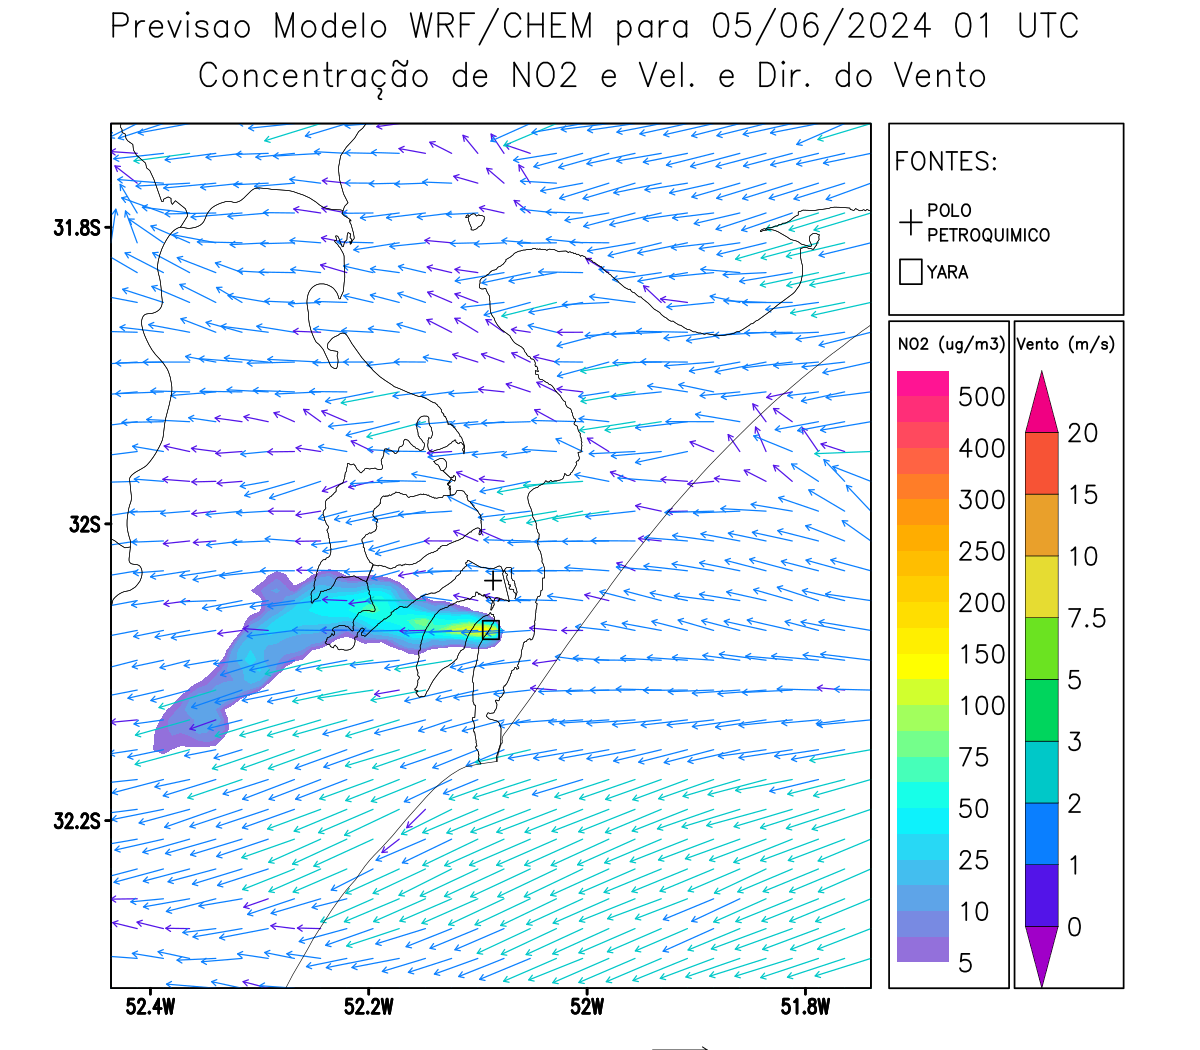 Previsao Modelo WRF/CHEM para 05/06/2024 01 UTC
Concentração de NO2 e Vel. e Dir. do Vento
FONTES:
POLO
PETROQUIMICO
YARA
NO2 (ug/m3)
500
400
300
250
200
150
100
75
50
25
10
5
Vento (m/s)
20
15
10
7.5
5
3
2
1
0
31.8S
32S
32.2S
52.4W 52.2W 52W 51.8W